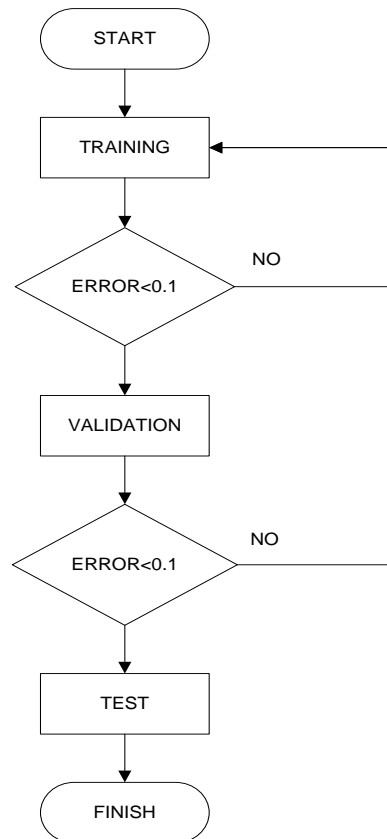 START
TRAINING
ERROR<0.1
NO
VALIDATION
ERROR<0.1
NO
TEST
FINISH